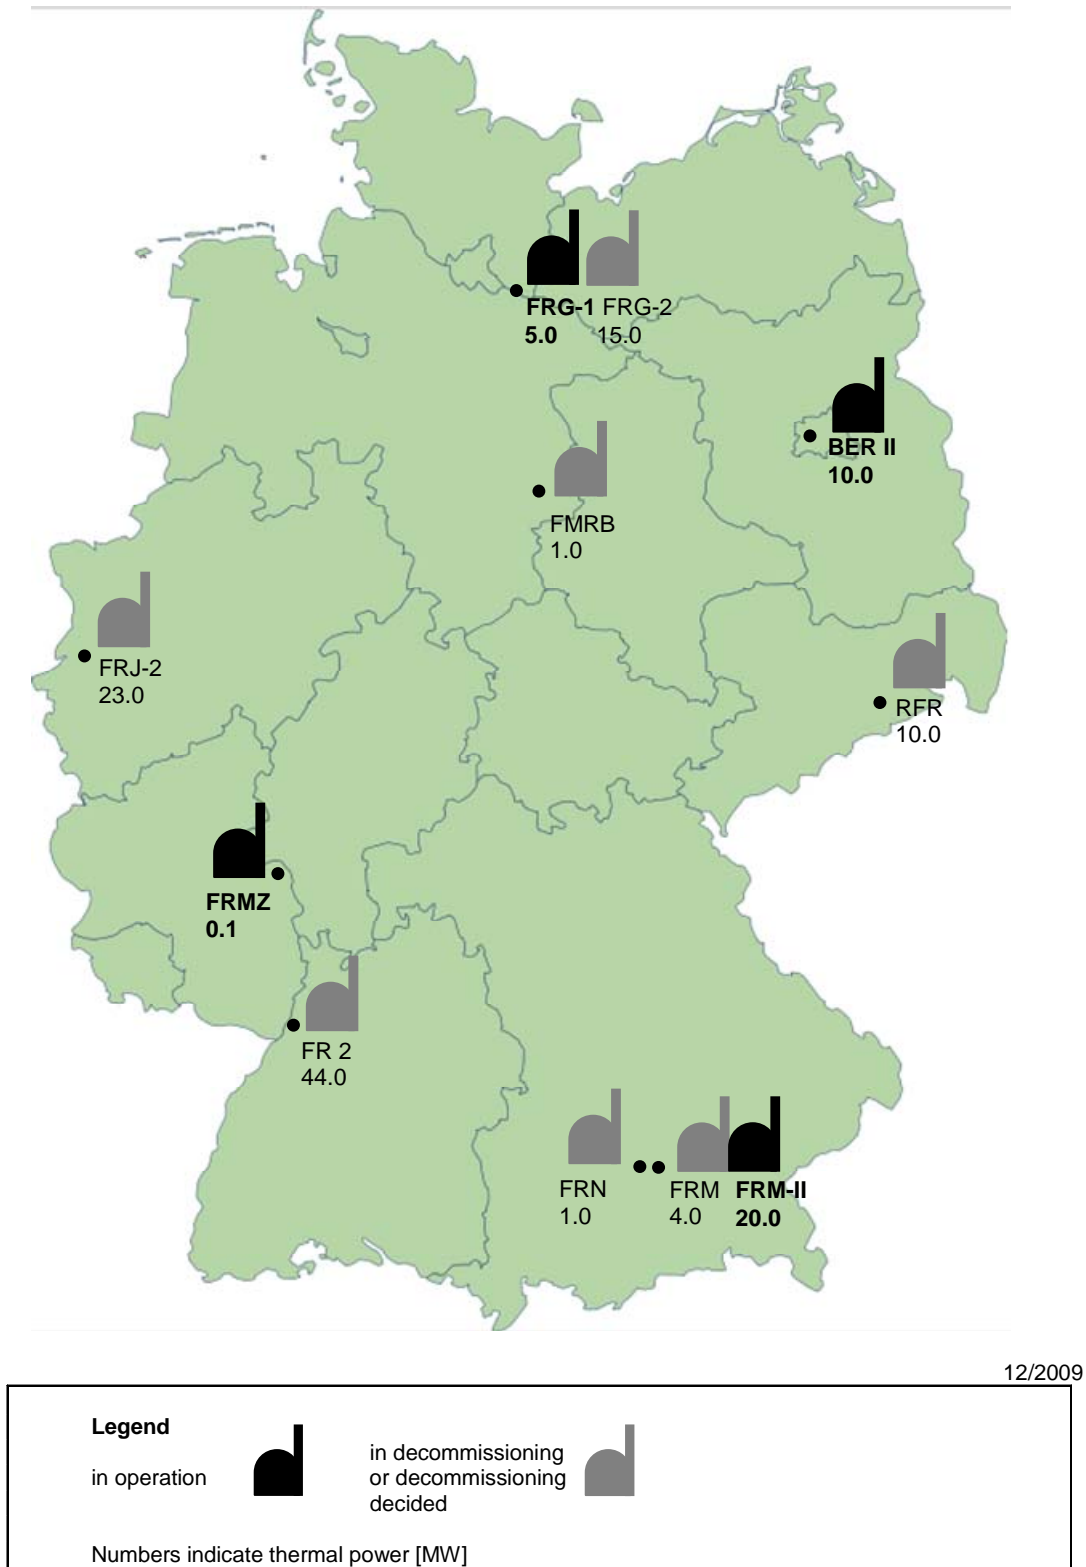 FRG-1 FRG-2
5.0 15.0
BER II
10.0
FMRB
1.0
FRJ-2
23.0
RFR
10.0
FRMZ
0.1
FR 2
44.0
FRN FRM FRM-II
1.0 4.0 20.0
12/2009
Legend
in operation
in decommissioning
or decommissioning
decided
Numbers indicate thermal power [MW]